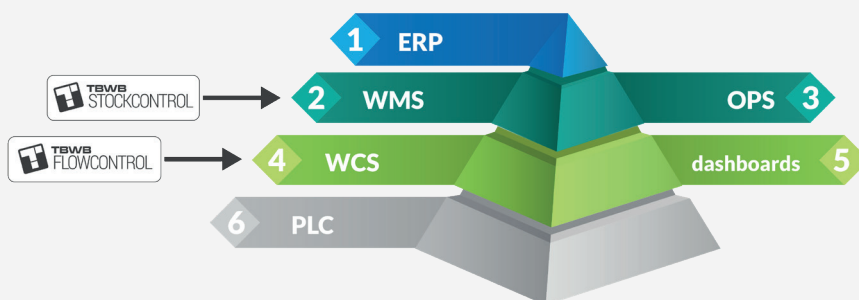 1 ERP
TBWB
STOCKCONTROL
2 WMS
OPS 3
TBWB
FLOWCONTROL
4 WCS
dashboards 5
6 PLC